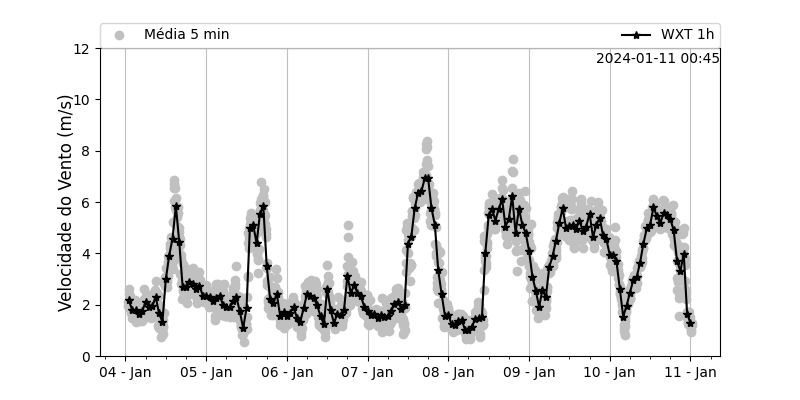 Média 5 min
WXT 1h
2024-01-11 00:45
Velocidade do Vento (m/s)
12
10
8
6
4
2
0
04 - Jan
05 - Jan
06 - Jan
07 - Jan
08 - Jan
09 - Jan
10 - Jan
11 - Jan